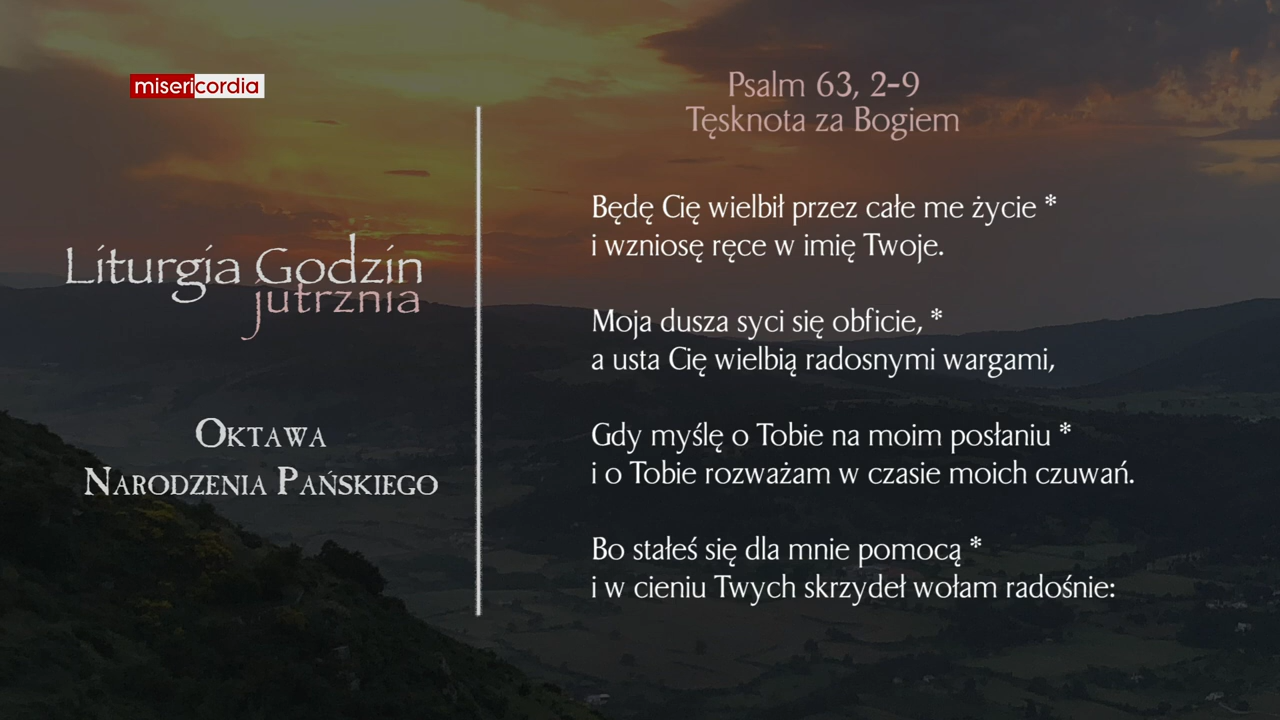 misericordia
Liturgia Godzin
jutrznia
Oktawa
Narodzenia Pańskiego
Psalm 63, 2-9
Tęsknota za Bogiem
Będę Cię wielbił przez całe me życie *
i wzniosę ręce w imię Twoje.
Moja dusza syci się obficie, *
a usta Cię wielbią radosnymi wargami,
Gdy myślę o Tobie na moim posłaniu *
i o Tobie rozważam w czasie moich czuwań.
Bo stałeś się dla mnie pomocą *
i w cieniu Twych skrzydeł wołam radośnie: